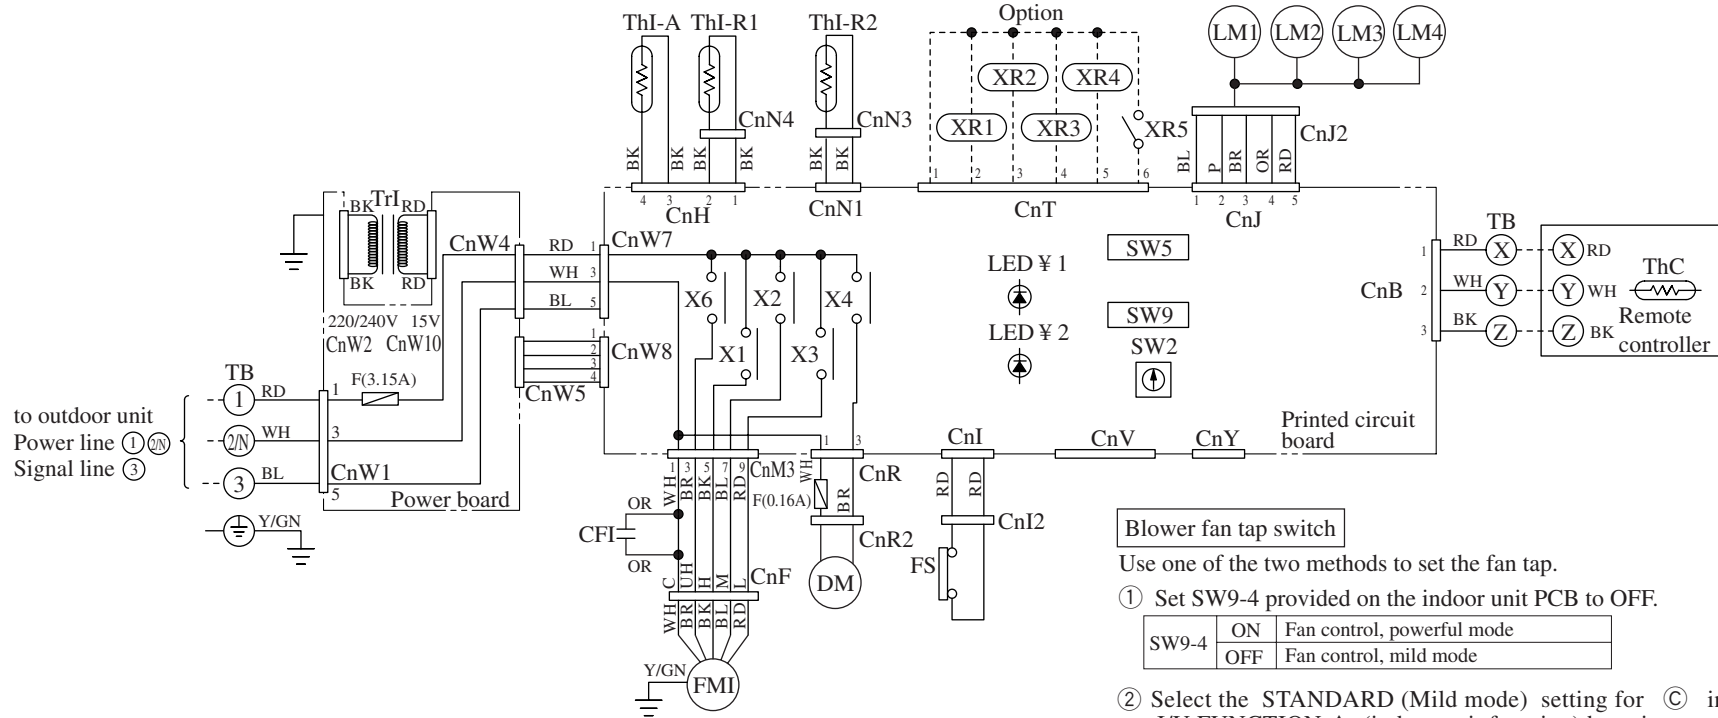 ThI-A ThI-R1 ThI-R2 Option LM1 LM2 LM3 LM4
XR2 XR4
CnN4 CnN3 XR1 XR3 XR5 CnJ2
BK BK BK BK BK BK BL P BR OR RD
4 3 2 1 1 2 3 4 5 6 1 2 3 4 5
CnH CnN1 CnT CnJ
TrI
BK RD
BK RD
220/240V 15V
CnW2 CnW10
CnW4 RD 1 CnW7
WH 3
BL 5
X6 X2 X4
X1 X3
1 2 3 4 CnW8
CnW5
LED ¥ 1
LED ¥ 2
SW5
SW9
SW2
CnB
TB
1 RD X X RD
2 WH Y Y WH
3 BK Z Z BK
ThC
Remote
controller
TB
F(3.15A)
1 RD 1
2/N WH 3
3 BL 5
CnW1
Power board
Y/GN
to outdoor unit
Power line ① 2/N
Signal line ③
Printed circuit
board
1 3 5 7 9 CnM3
WH BR BK BL RD
1 3 CnR
WH F(0.16A) BR
CnR2
DM
CnI CnV CnY
RD RD
CnI2
FS
OR
CFI
OR
C UH H M L CnF
WH BR BK BL RD
Y/GN
FMI
Blower fan tap switch
Use one of the two methods to set the fan tap.
① Set SW9-4 provided on the indoor unit PCB to OFF.
SW9-4 ON Fan control, powerful mode
OFF Fan control, mild mode
② Select the STANDARD (Mild mode) setting for Ⓒ